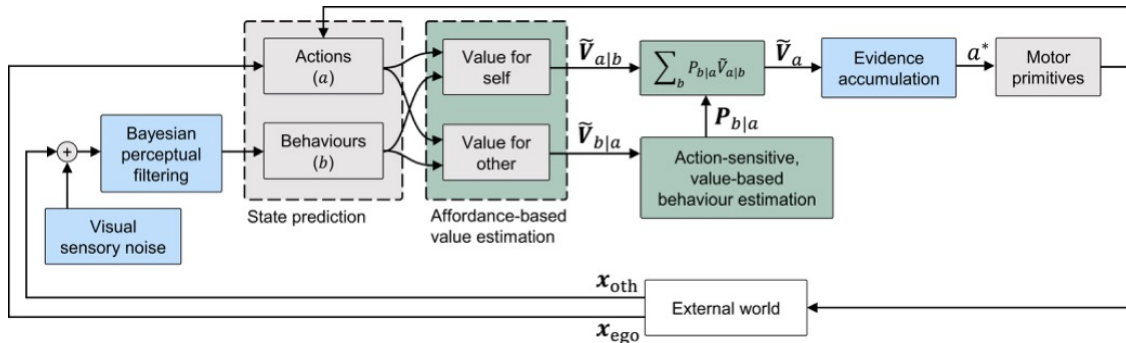 Actions
(a)
Behaviours
(b)
State prediction
Value for
self
Value for
other
Affordance-based
value estimation
Ṽa|b
Ṽb|a
∑b Pb|aṼa|b
Pb|a
Action-sensitive,
value-based
behaviour estimation
Ṽa
Evidence
accumulation
a*
Motor
primitives
+
Bayesian
perceptual
filtering
Visual
sensory noise
xoth
xego
External world